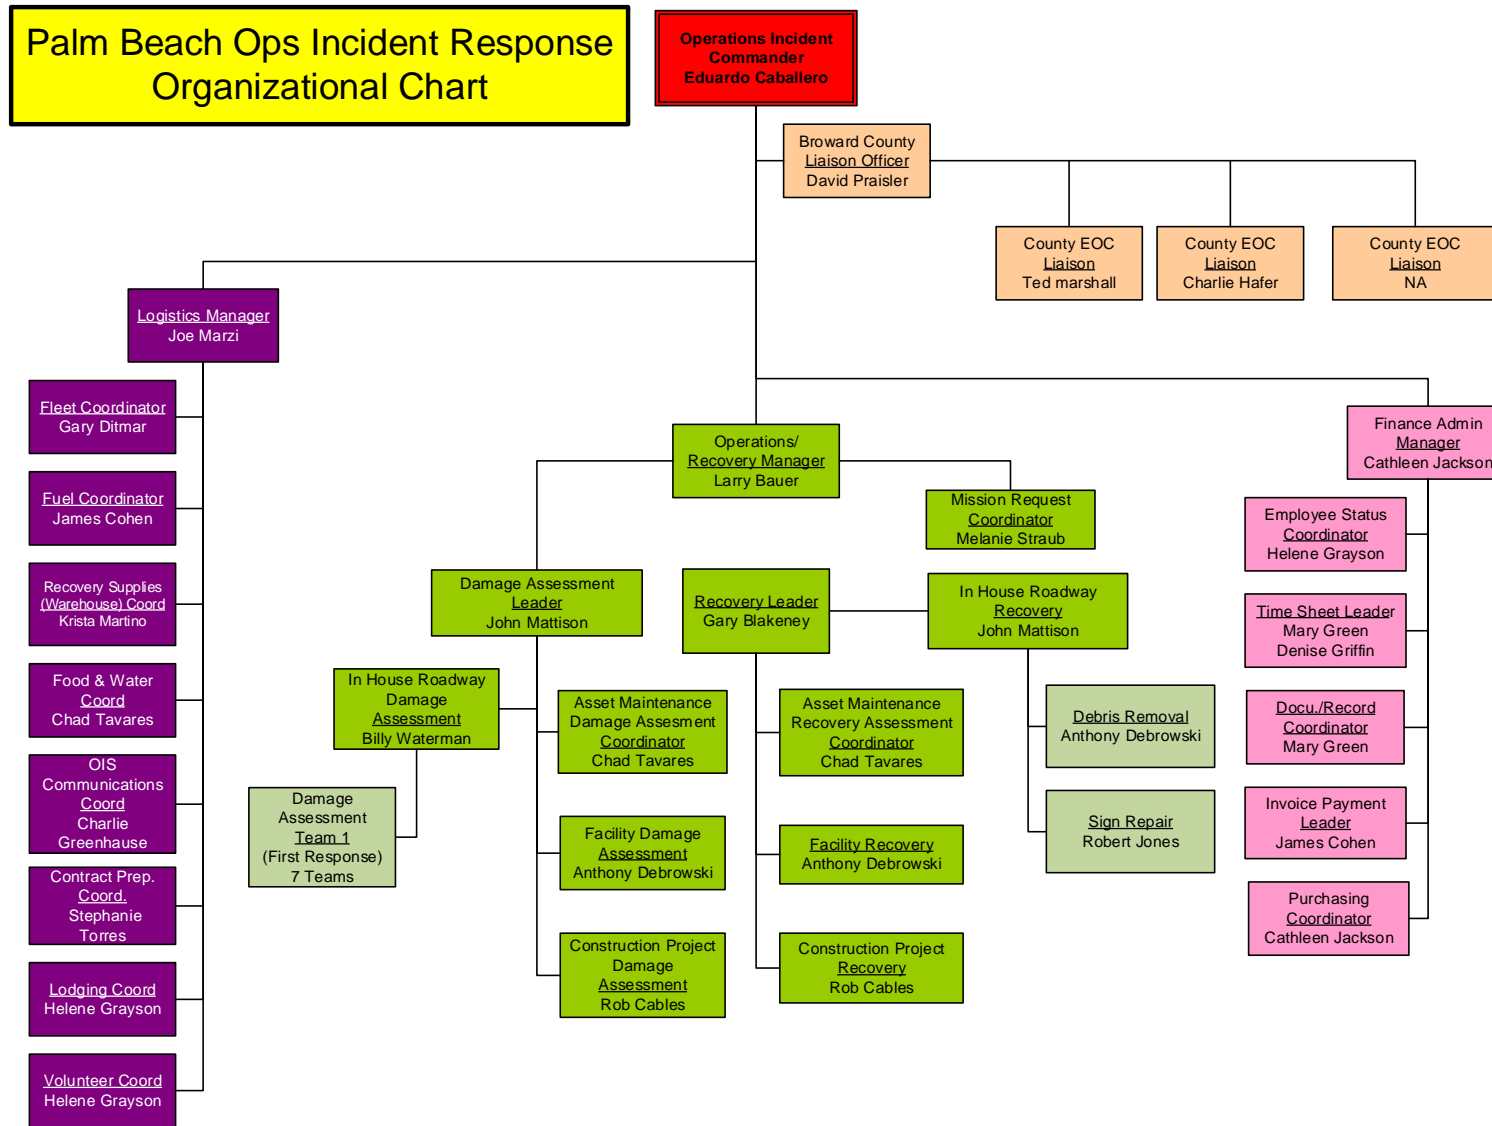 Palm Beach Ops Incident Response
Organizational Chart
Operations Incident
Commander
Eduardo Caballero
Broward County
Liaison Officer
David Praisler
County EOC
Liaison
Ted marshall
County EOC
Liaison
Charlie Hafer
County EOC
Liaison
NA
Logistics Manager
Joe Marzi
Fleet Coordinator
Gary Ditmar
Fuel Coordinator
James Cohen
Recovery Supplies
(Warehouse) Coord
Krista Martino
Food & Water
Coord
Chad Tavares
OIS
Communications
Coord
Charlie
Greenhause
Contract Prep.
Coord.
Stephanie
Torres
Lodging Coord
Helene Grayson
Volunteer Coord
Helene Grayson
Operations/
Recovery Manager
Larry Bauer
Mission Request
Coordinator
Melanie Straub
Damage Assessment
Leader
John Mattison
In House Roadway
Damage
Assessment
Billy Waterman
Damage
Assessment
Team 1
(First Response)
7 Teams
Asset Maintenance
Damage Assesment
Coordinator
Chad Tavares
Facility Damage
Assessment
Anthony Debrowski
Construction Project
Damage
Assessment
Rob Cables
Recovery Leader
Gary Blakeney
Asset Maintenance
Recovery Assessment
Coordinator
Chad Tavares
Facility Recovery
Anthony Debrowski
Construction Project
Recovery
Rob Cables
In House Roadway
Recovery
John Mattison
Debris Removal
Anthony Debrowski
Sign Repair
Robert Jones
Finance Admin
Manager
Cathleen Jackson
Employee Status
Coordinator
Helene Grayson
Time Sheet Leader
Mary Green
Denise Griffin
Docu./Record
Coordinator
Mary Green
Invoice Payment
Leader
James Cohen
Purchasing
Coordinator
Cathleen Jackson